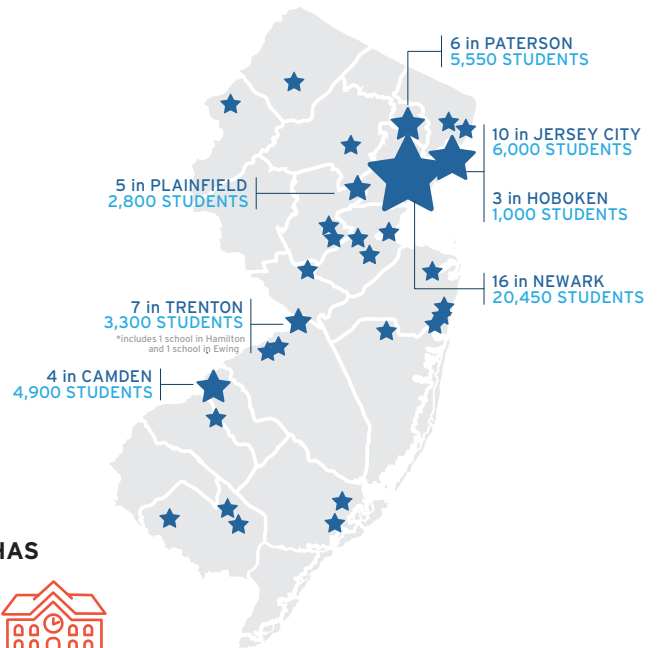 6 in PATERSON
5,550 STUDENTS
10 in JERSEY CITY
6,000 STUDENTS
5 in PLAINFIELD
2,800 STUDENTS
3 in HOBOKEN
1,000 STUDENTS
16 in NEWARK
20,450 STUDENTS
7 in TRENTON
3,300 STUDENTS
*includes 1 school in Hamilton
and 1 school in Ewing
4 in CAMDEN
4,900 STUDENTS
HAS